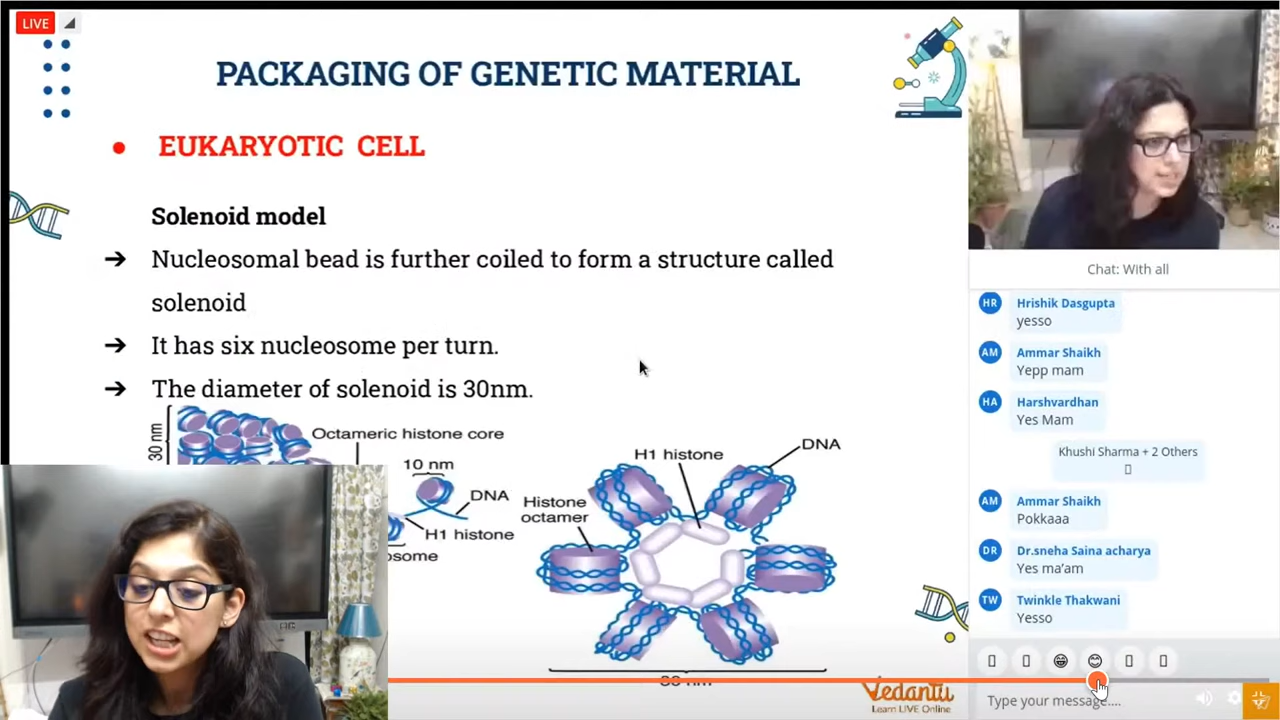 LIVE
PACKAGING OF GENETIC MATERIAL
EUKARYOTIC CELL
Solenoid model
Nucleosomal bead is further coiled to form a structure called
solenoid
It has six nucleosome per turn.
The diameter of solenoid is 30nm.
30 nm
Octameric histone core
10 nm
DNA
H1 histone
H1 histone
DNA
Histone
octamer
Vedantu
Learn LIVE Online
Chat: With all
HR
Hrishik Dasgupta
yesso
AM
Ammar Shaikh
Yepp mam
HA
Harshvardhan
Yes Mam
Khushi Sharma + 2 Others
AM
Ammar Shaikh
Pokkaaa
DR
Dr.sneha Saina acharya
Yes ma'am
TW
Twinkle Thakwani
Yesso
Type your message....